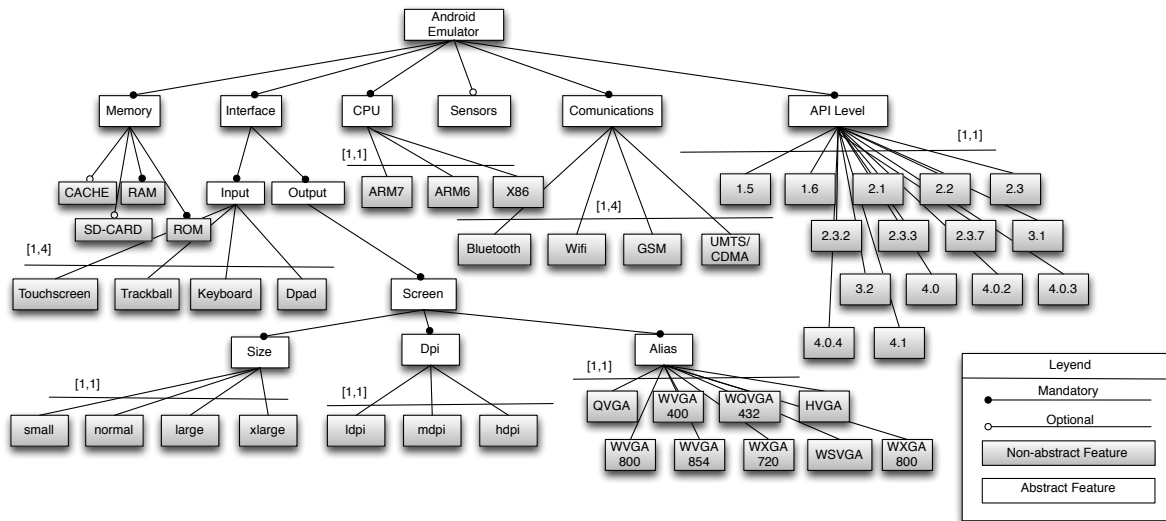 Android
Emulator
Memory
Interface
CPU
Sensors
Comunications
API Level
[1,1]
[1,1]
CACHE
RAM
Input
Output
ARM7
ARM6
X86
1.5
1.6
2.1
2.2
2.3
SD-CARD
ROM
[1,4]
2.3.2
2.3.3
2.3.7
3.1
[1,4]
Bluetooth
Wifi
GSM
UMTS/
CDMA
Touchscreen
Trackball
Keyboard
Dpad
Screen
3.2
4.0
4.0.2
4.0.3
4.0.4
4.1
Size
Dpi
Alias
[1,1]
[1,1]
[1,1]
small
normal
large
xlarge
ldpi
mdpi
hdpi
QVGA
WVGA
400
WQVGA
432
HVGA
WVGA
800
WVGA
854
WXGA
720
WSVGA
WXGA
800
Leyend
Mandatory
Optional
Non-abstract Feature
Abstract Feature